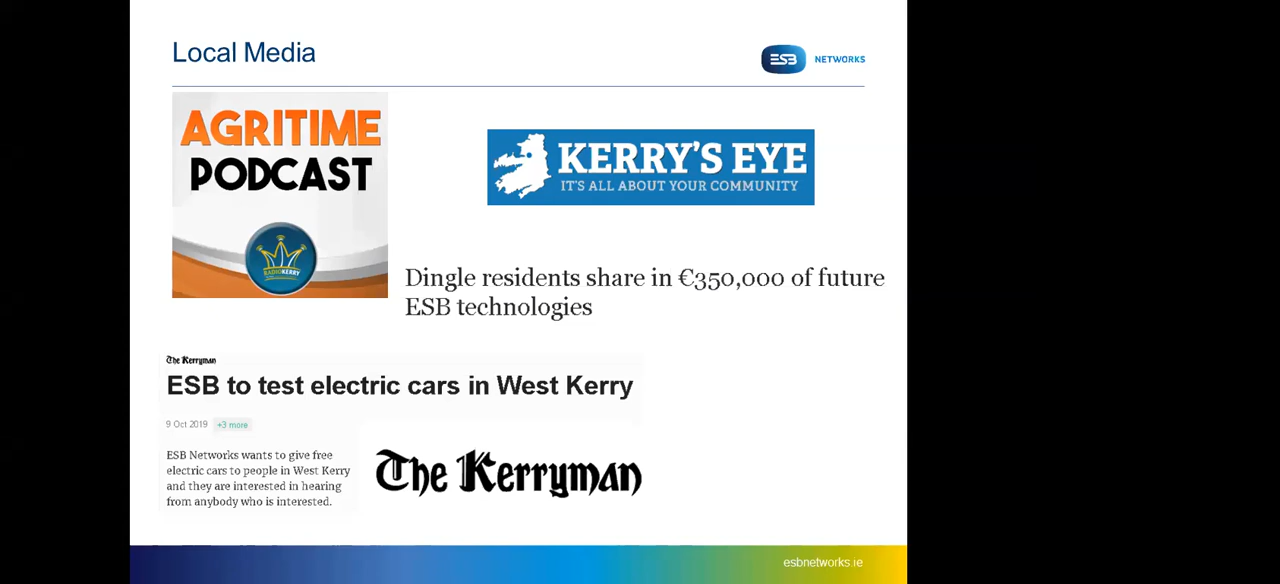 Local Media
ESB NETWORKS
AGRITIME
PODCAST
RADIOKERRY
KERRY'S EYE
IT'S ALL ABOUT YOUR COMMUNITY
Dingle residents share in €350,000 of future
ESB technologies
The Kerryman
ESB to test electric cars in West Kerry
9 Oct 2019 +3 more
ESB Networks wants to give free
electric cars to people in West Kerry
and they are interested in hearing
from anybody who is interested.
The Kerryman
esbnetworks.ie